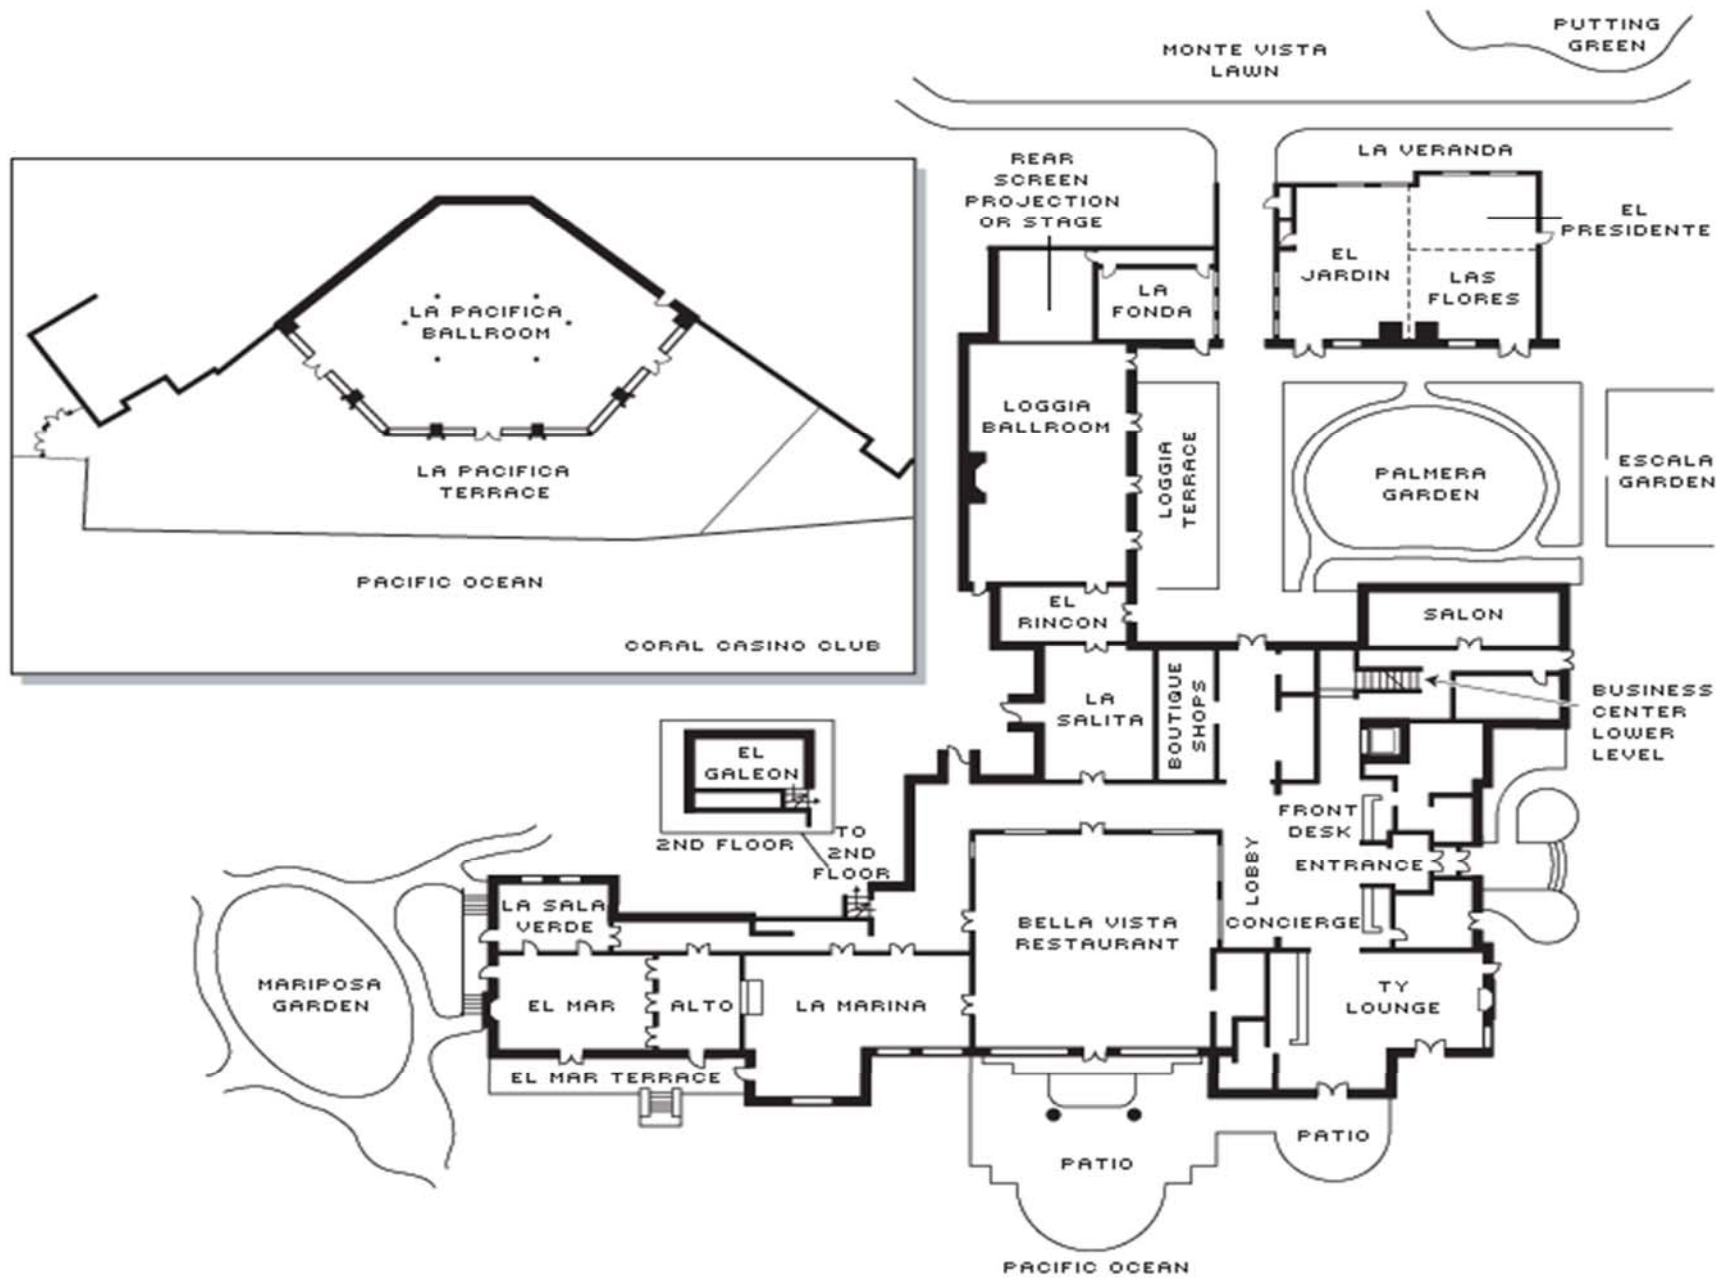 PUTTING
GREEN
MONTE VISTA
LAWN
LA VERANDA
REAR
SCREEN
PROJECTION
OR STAGE
EL
PRESIDENTE
EL
JARDIN
LAS
FLORES
LA
FONDA
LA PACIFICA
BALLROOM
LOGGIA
BALLROOM
LOGGIA
TERRACE
PALMERA
GARDEN
ESCALA
GARDEN
LA PACIFICA
TERRACE
PACIFIC OCEAN
CORAL CASINO CLUB
EL
RINCON
SALON
LA
SALITA
BOUTIQUE
SHOPS
BUSINESS
CENTER
LOWER
LEVEL
EL
GALEON
2ND FLOOR
TO
2ND
FLOOR
FRONT
DESK
ENTRANCE
LOBBY
CONCIERGE
LA SALA
VERDE
BELLA VISTA
RESTAURANT
MARIPOSA
GARDEN
EL MAR
ALTO
LA MARINA
TY
LOUNGE
EL MAR TERRACE
PATIO
PATIO
PACIFIC OCEAN